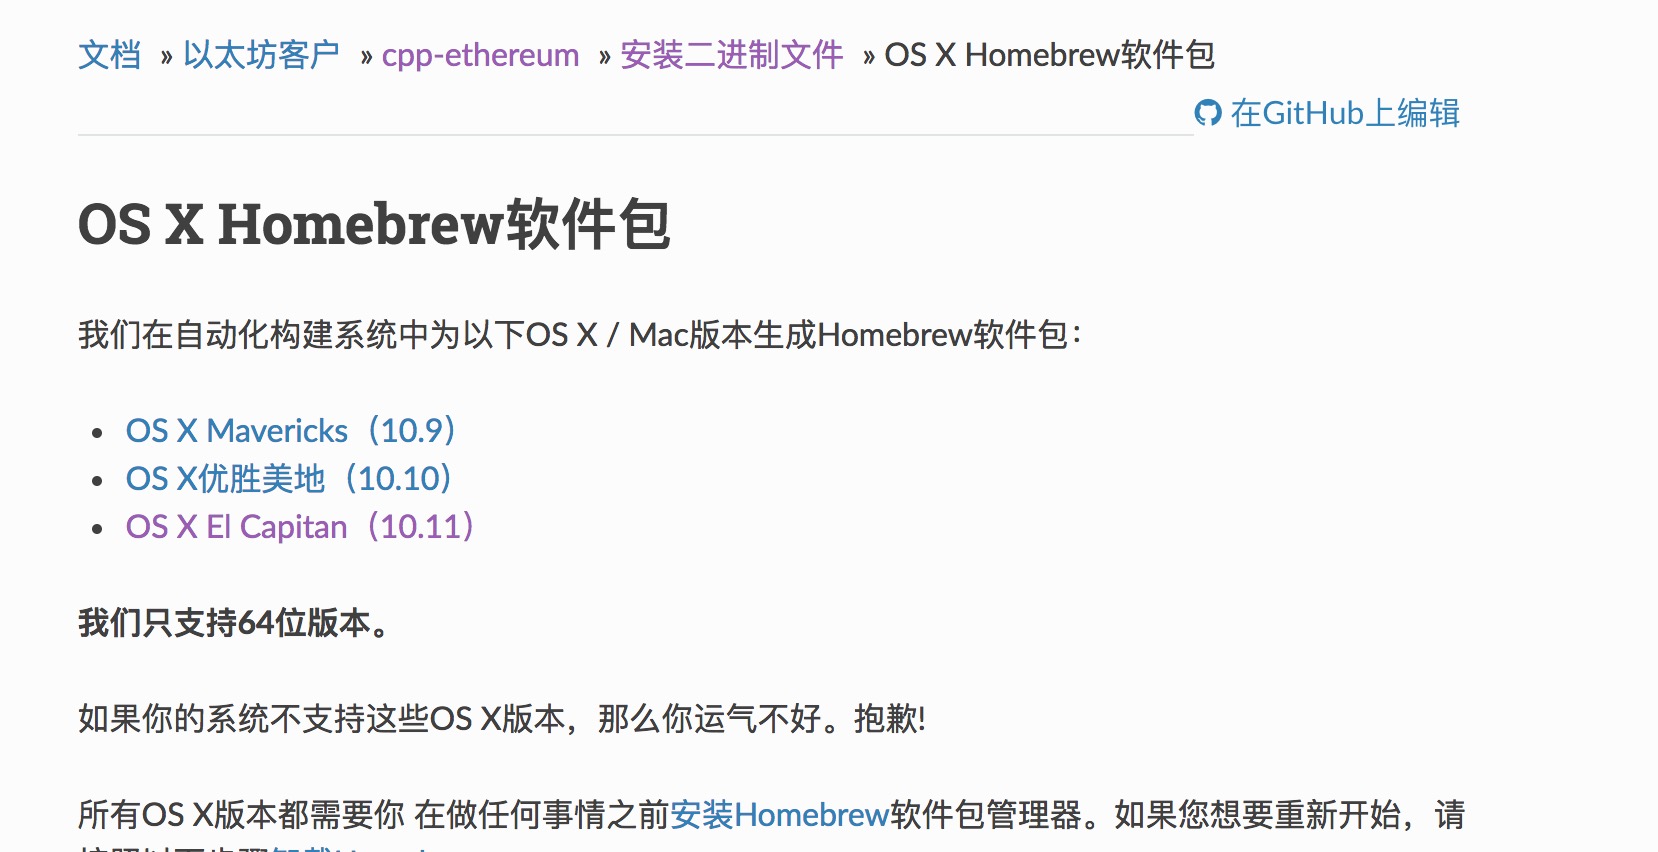 文档 » 以太坊客户 » cpp-ethereum » 安装二进制文件 » OS X Homebrew软件包
在GitHub上编辑
OS X Homebrew软件包
我们在自动化构建系统中为以下OS X / Mac版本生成Homebrew软件包：
• OS X Mavericks（10.9）
• OS X优胜美地（10.10）
• OS X El Capitan（10.11）
我们只支持64位版本。
如果你的系统不支持这些OS X版本，那么你运气不好。抱歉!
所有OS X版本都需要你 在做任何事情之前安装Homebrew软件包管理器。如果您想要重新开始，请